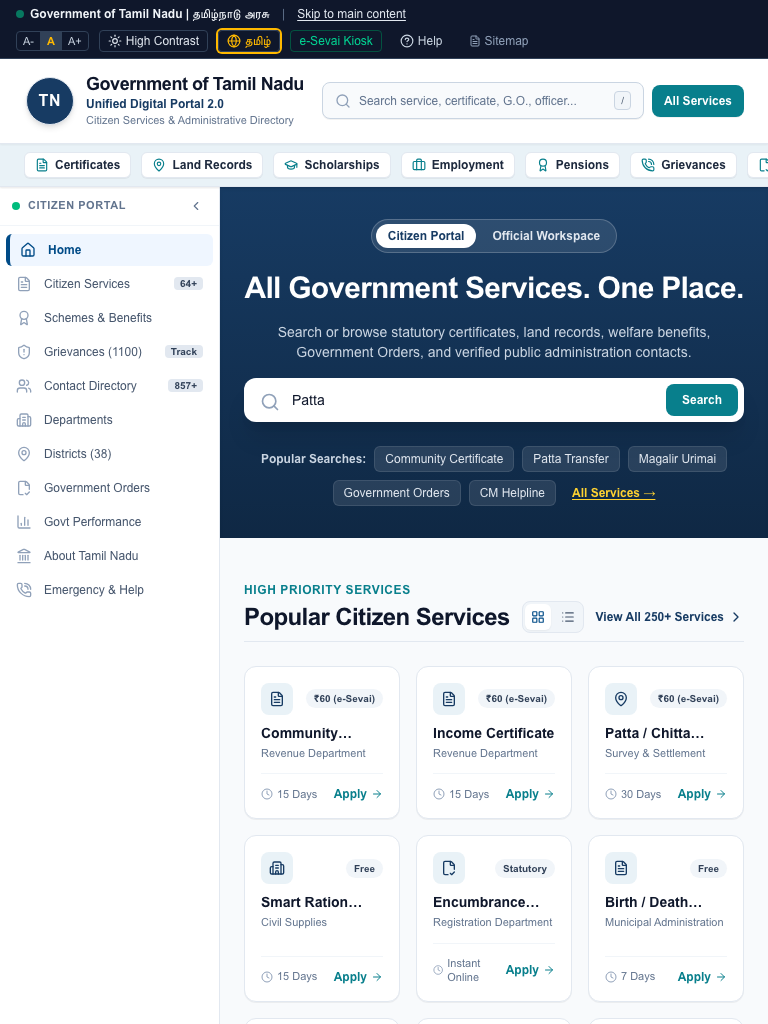 Government of Tamil Nadu | தமிழ்நாடு அரசு | Skip to main content
A- A A+ High Contrast தமிழ் e-Sevai Kiosk Help Sitemap
TN
Government of Tamil Nadu
Unified Digital Portal 2.0
Citizen Services & Administrative Directory
Search service, certificate, G.O., officer... /
All Services
Certificates Land Records Scholarships Employment Pensions Grievances
CITIZEN PORTAL
Home
Citizen Services 64+
Schemes & Benefits
Grievances (1100) Track
Contact Directory 857+
Departments
Districts (38)
Government Orders
Govt Performance
About Tamil Nadu
Emergency & Help
Citizen Portal Official Workspace
All Government Services. One Place.
Search or browse statutory certificates, land records, welfare benefits,
Government Orders, and verified public administration contacts.
Patta Search
Popular Searches: Community Certificate Patta Transfer Magalir Urimai
Government Orders CM Helpline All Services →
HIGH PRIORITY SERVICES
Popular Citizen Services View All 250+ Services
₹60 (e-Sevai)
Community...
Revenue Department
15 Days Apply →
₹60 (e-Sevai)
Income Certificate
Revenue Department
15 Days Apply →
₹60 (e-Sevai)
Patta / Chitta...
Survey & Settlement
30 Days Apply →
Free
Smart Ration...
Civil Supplies
15 Days Apply →
Statutory
Encumbrance...
Registration Department
Instant
Online Apply →
Free
Birth / Death...
Municipal Administration
7 Days Apply →